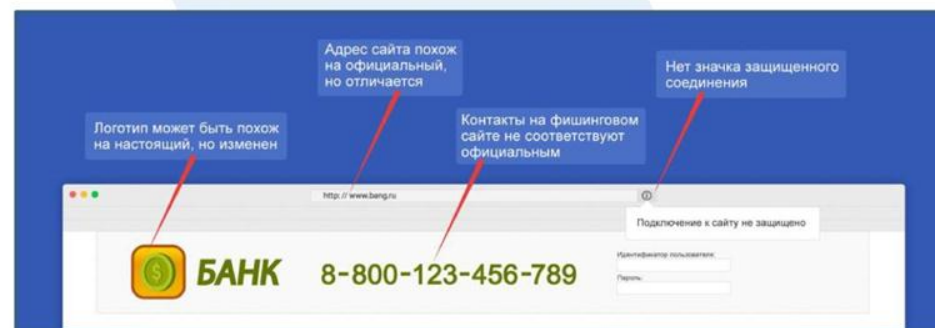 Адрес сайта похож
на официальный,
но отличается
Нет значка защищенного
соединения
Логотип может быть похож
на настоящий, но изменен
Контакты на фишинговом
сайте не соответствуют
официальным
http:// www.bang.ru
Подключение к сайту не защищено
БАНК
8-800-123-456-789
Идентификатор пользователя:
Пароль: